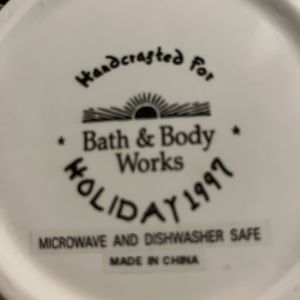 Handcrafted For
Bath & Body
Works
HOLIDAY 1997
MICROWAVE AND DISHWASHER SAFE
MADE IN CHINA